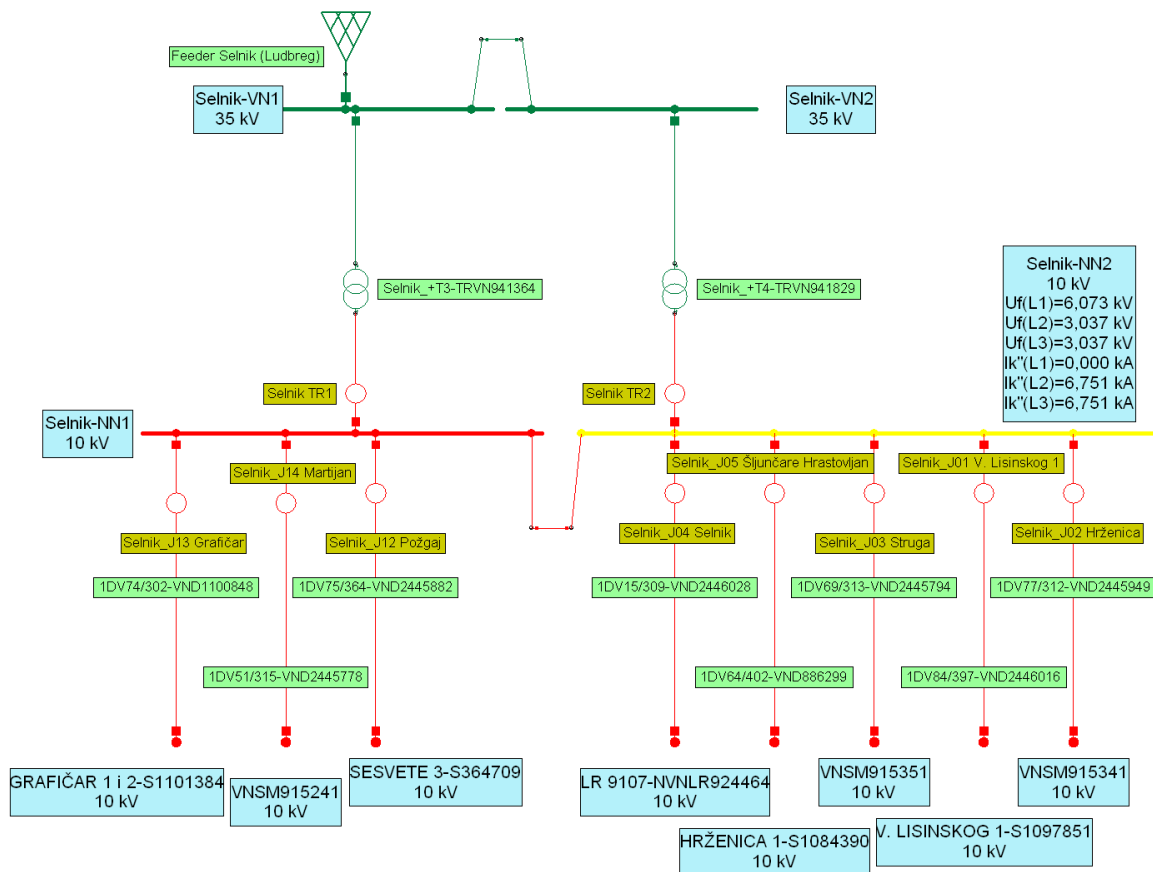 Feeder Selnik (Ludbreg)
Selnik-VN1
35 kV
Selnik-VN2
35 kV
Selnik_+T3-TRVN941364
Selnik_+T4-TRVN941829
Selnik-NN2
10 kV
Uf(L1)=6,073 kV
Uf(L2)=3,037 kV
Uf(L3)=3,037 kV
Ik"(L1)=0,000 kA
Ik"(L2)=6,751 kA
Ik"(L3)=6,751 kA
Selnik TR1
Selnik TR2
Selnik-NN1
10 kV
Selnik_J14 Martijan
Selnik_J05 Šljunčare Hrastovljan
Selnik_J01 V. Lisinskog 1
Selnik_J13 Grafičar
Selnik_J12 Požgaj
Selnik_J04 Selnik
Selnik_J03 Struga
Selnik_J02 Hrženica
1DV74/302-VND1100848
1DV75/364-VND2445882
1DV15/309-VND2446028
1DV69/313-VND2445794
1DV77/312-VND2445949
1DV51/315-VND2445778
1DV64/402-VND886299
1DV84/397-VND2446016
GRAFIČAR 1 i 2-S1101384
10 kV
VNSM915241
10 kV
SESVETE 3-S364709
10 kV
LR 9107-NVNLR924464
10 kV
HRŽENICA 1-S1084390
10 kV
VNSM915351
10 kV
V. LISINSKOG 1-S1097851
10 kV
VNSM915341
10 kV